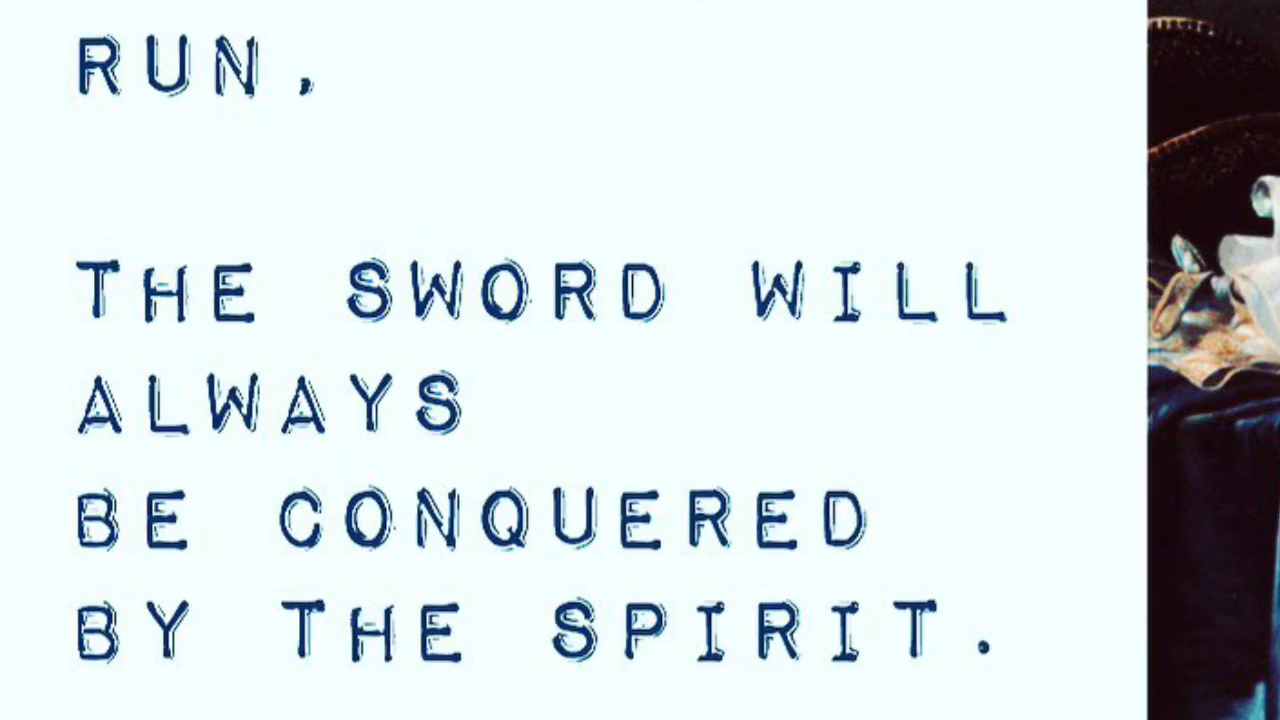 RUN,
THE SWORD WILL
ALWAYS
BE CONQUERED
BY THE SPIRIT.